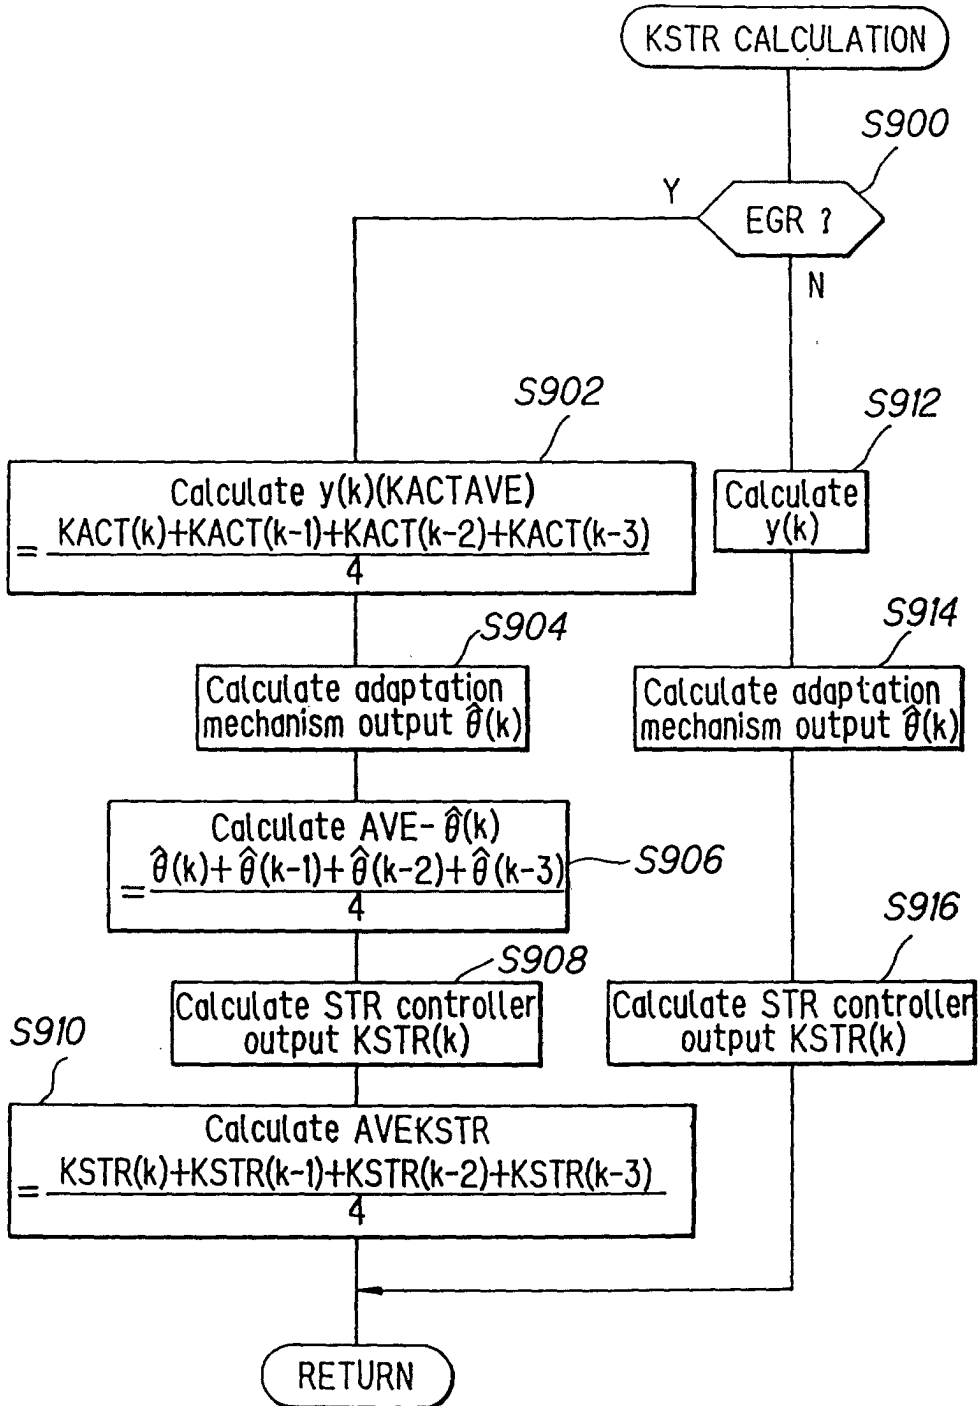 KSTR CALCULATION
S900
EGR ?
Y
N
S902
Calculate y(k)(KACTAVE)
= KACT(k)+KACT(k-1)+KACT(k-2)+KACT(k-3)
4
S912
Calculate
y(k)
S904
Calculate adaptation
mechanism output θ̂(k)
S914
Calculate adaptation
mechanism output θ̂(k)
Calculate AVE-θ̂(k)
= θ̂(k)+θ̂(k-1)+θ̂(k-2)+θ̂(k-3)
4
S906
S908
Calculate STR controller
output KSTR(k)
S916
Calculate STR controller
output KSTR(k)
S910
Calculate AVEKSTR
= KSTR(k)+KSTR(k-1)+KSTR(k-2)+KSTR(k-3)
4
RETURN